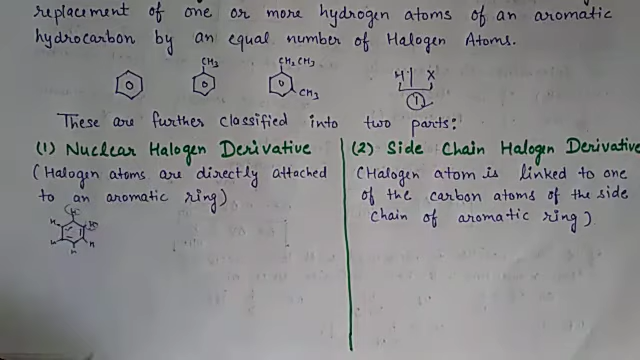 replacement of one or more hydrogen atoms of an aromatic
hydrocarbon by an equal number of Halogen Atoms.
CH3
CH3
CH3
H X
1
These are further classified into two parts:
(1) Nuclear Halogen Derivative
(Halogen atoms are directly attached
to an aromatic ring)
H
H
H
H
H
(2) Side Chain Halogen Derivative
(Halogen atom is linked to one
of the carbon atoms of the side
chain of aromatic ring)